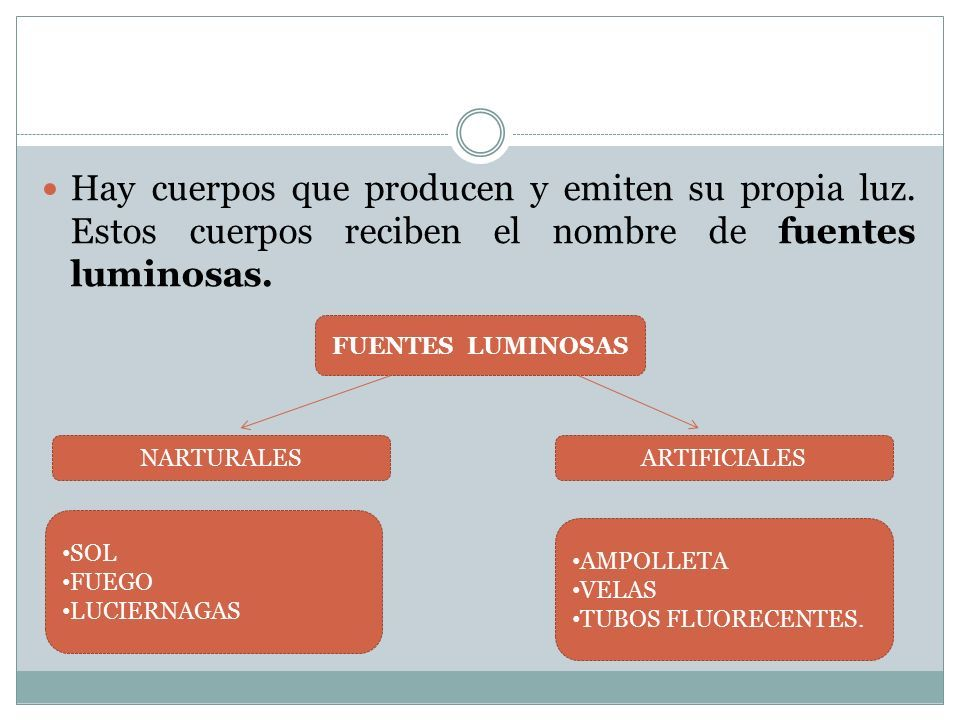 • Hay cuerpos que producen y emiten su propia luz.
Estos cuerpos reciben el nombre de fuentes
luminosas.
FUENTES LUMINOSAS
NARTURALES
ARTIFICIALES
•SOL
•FUEGO
•LUCIERNAGAS
•AMPOLLETA
•VELAS
•TUBOS FLUORECENTES.